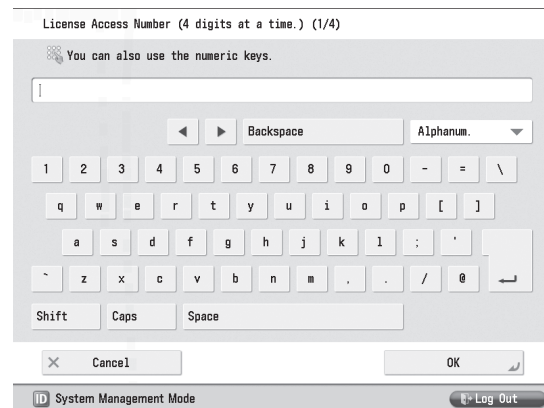 License Access Number (4 digits at a time.) (1/4)
You can also use the numeric keys.
Backspace Alphanum.
1 2 3 4 5 6 7 8 9 0 - = \
q w e r t y u i o p [ ]
a s d f g h j k l ; '
` z x c v b n m , . / @
Shift Caps Space
Cancel OK
ID System Management Mode Log Out